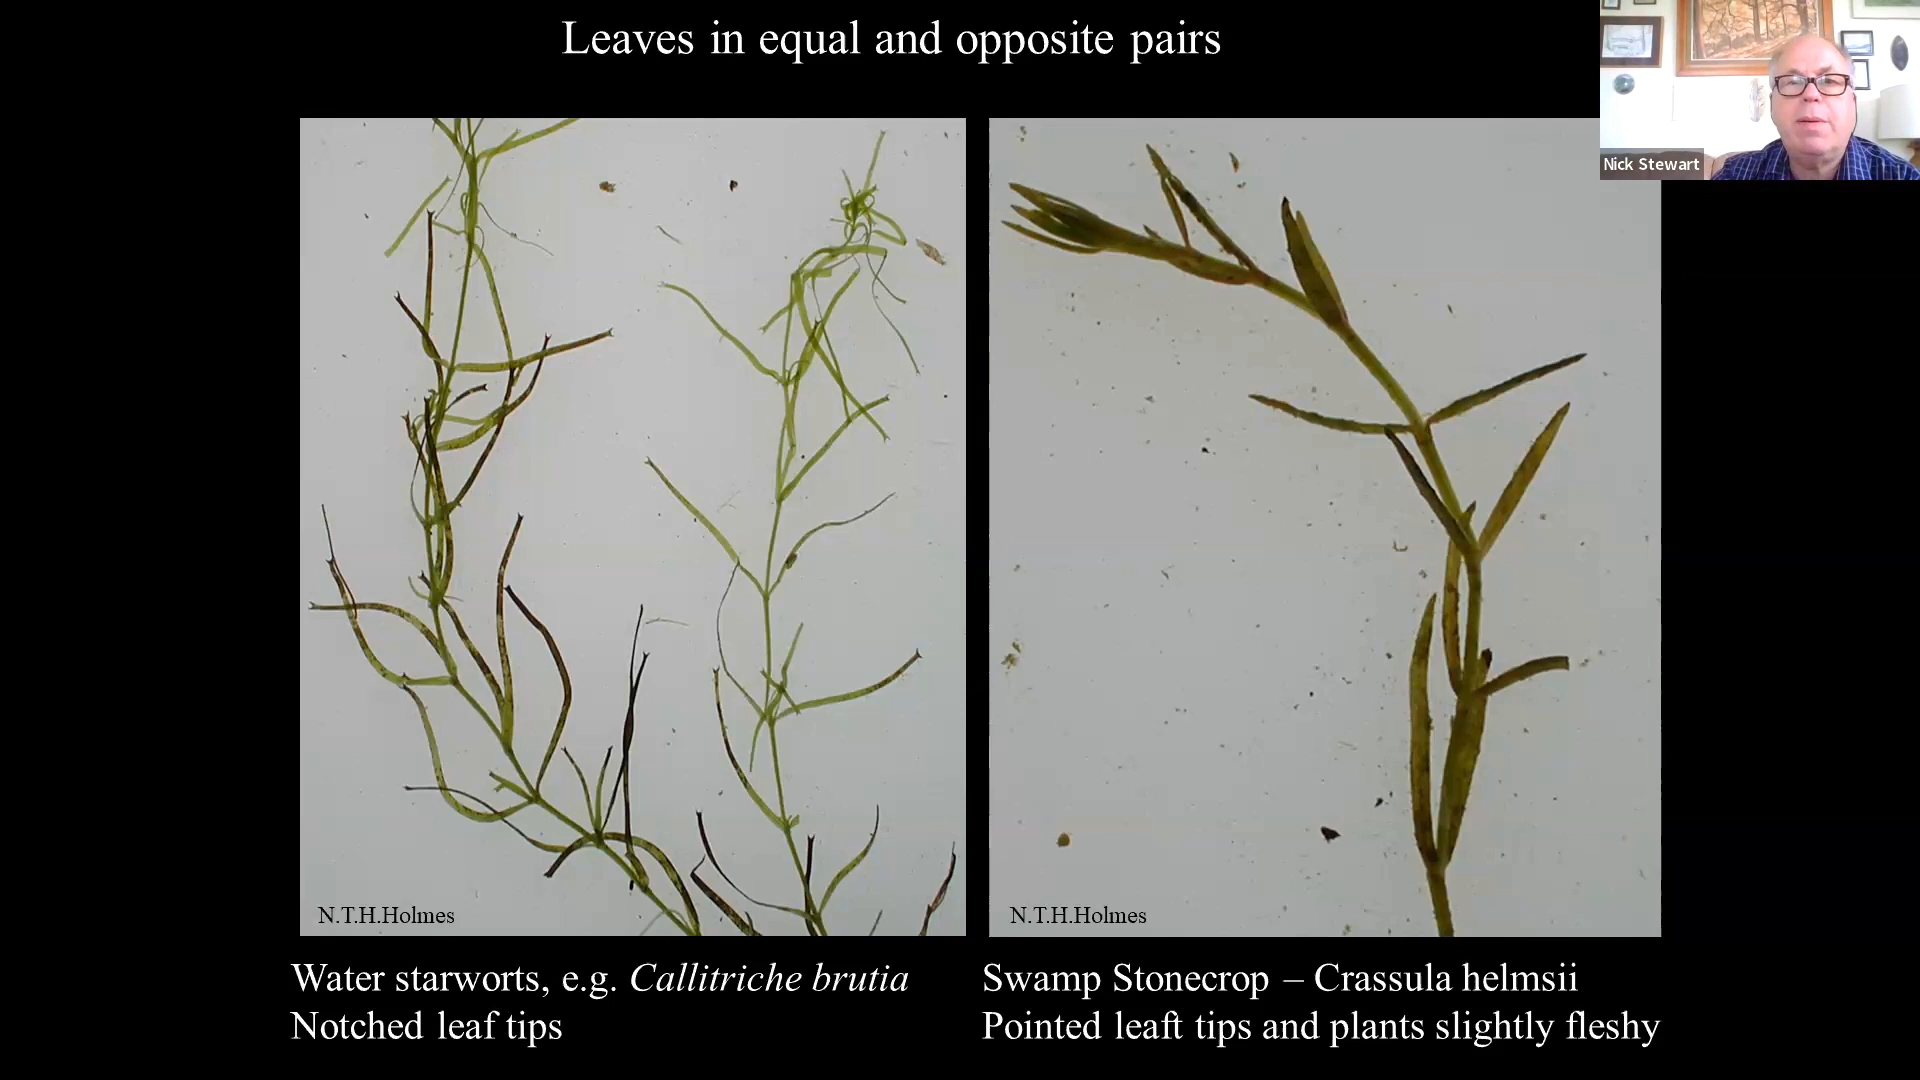 Leaves in equal and opposite pairs
Nick Stewart
N.T.H.Holmes
N.T.H.Holmes
Water starworts, e.g. Callitriche brutia
Notched leaf tips
Swamp Stonecrop – Crassula helmsii
Pointed leaft tips and plants slightly fleshy